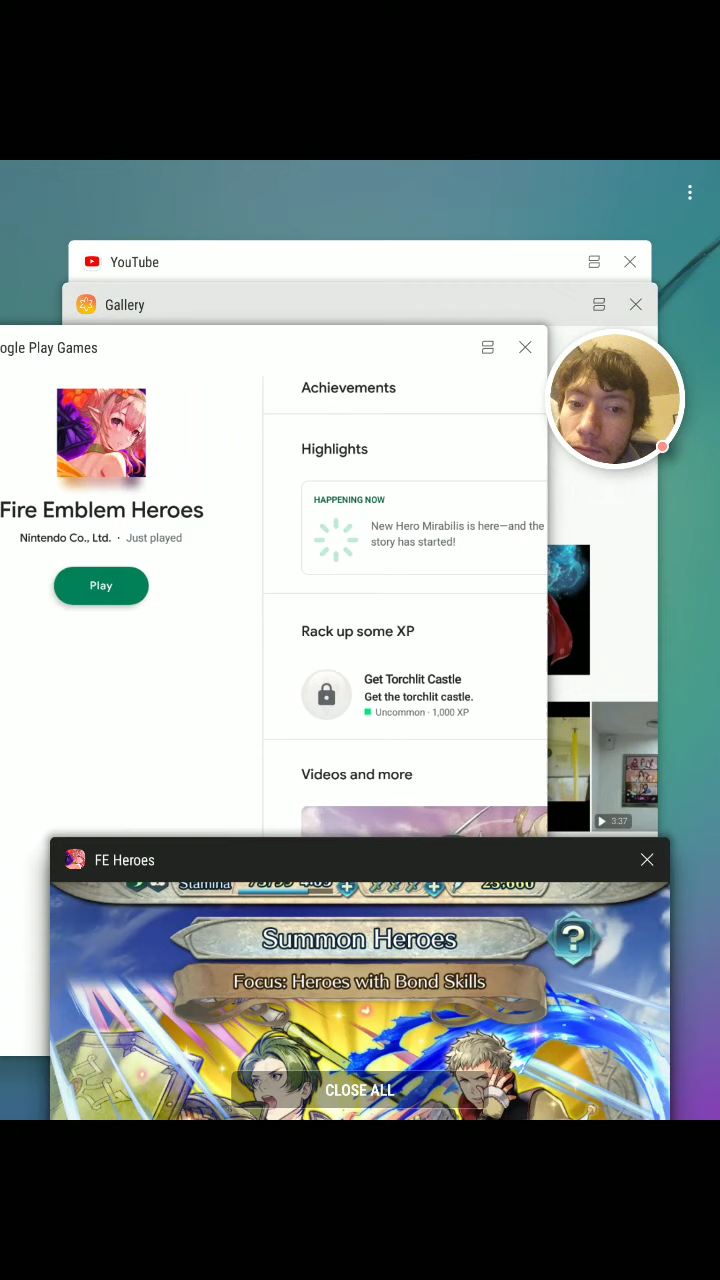 YouTube
Gallery
ogle Play Games
Achievements
Highlights
HAPPENING NOW
New Hero Mirabilis is here—and the
story has started!
Fire Emblem Heroes
Nintendo Co., Ltd. · Just played
Play
Rack up some XP
Get Torchlit Castle
Get the torchlit castle.
Uncommon · 1,000 XP
Videos and more
3:37
FE Heroes
Stamina
Summon Heroes
?
Focus: Heroes with Bond Skills
CLOSE ALL